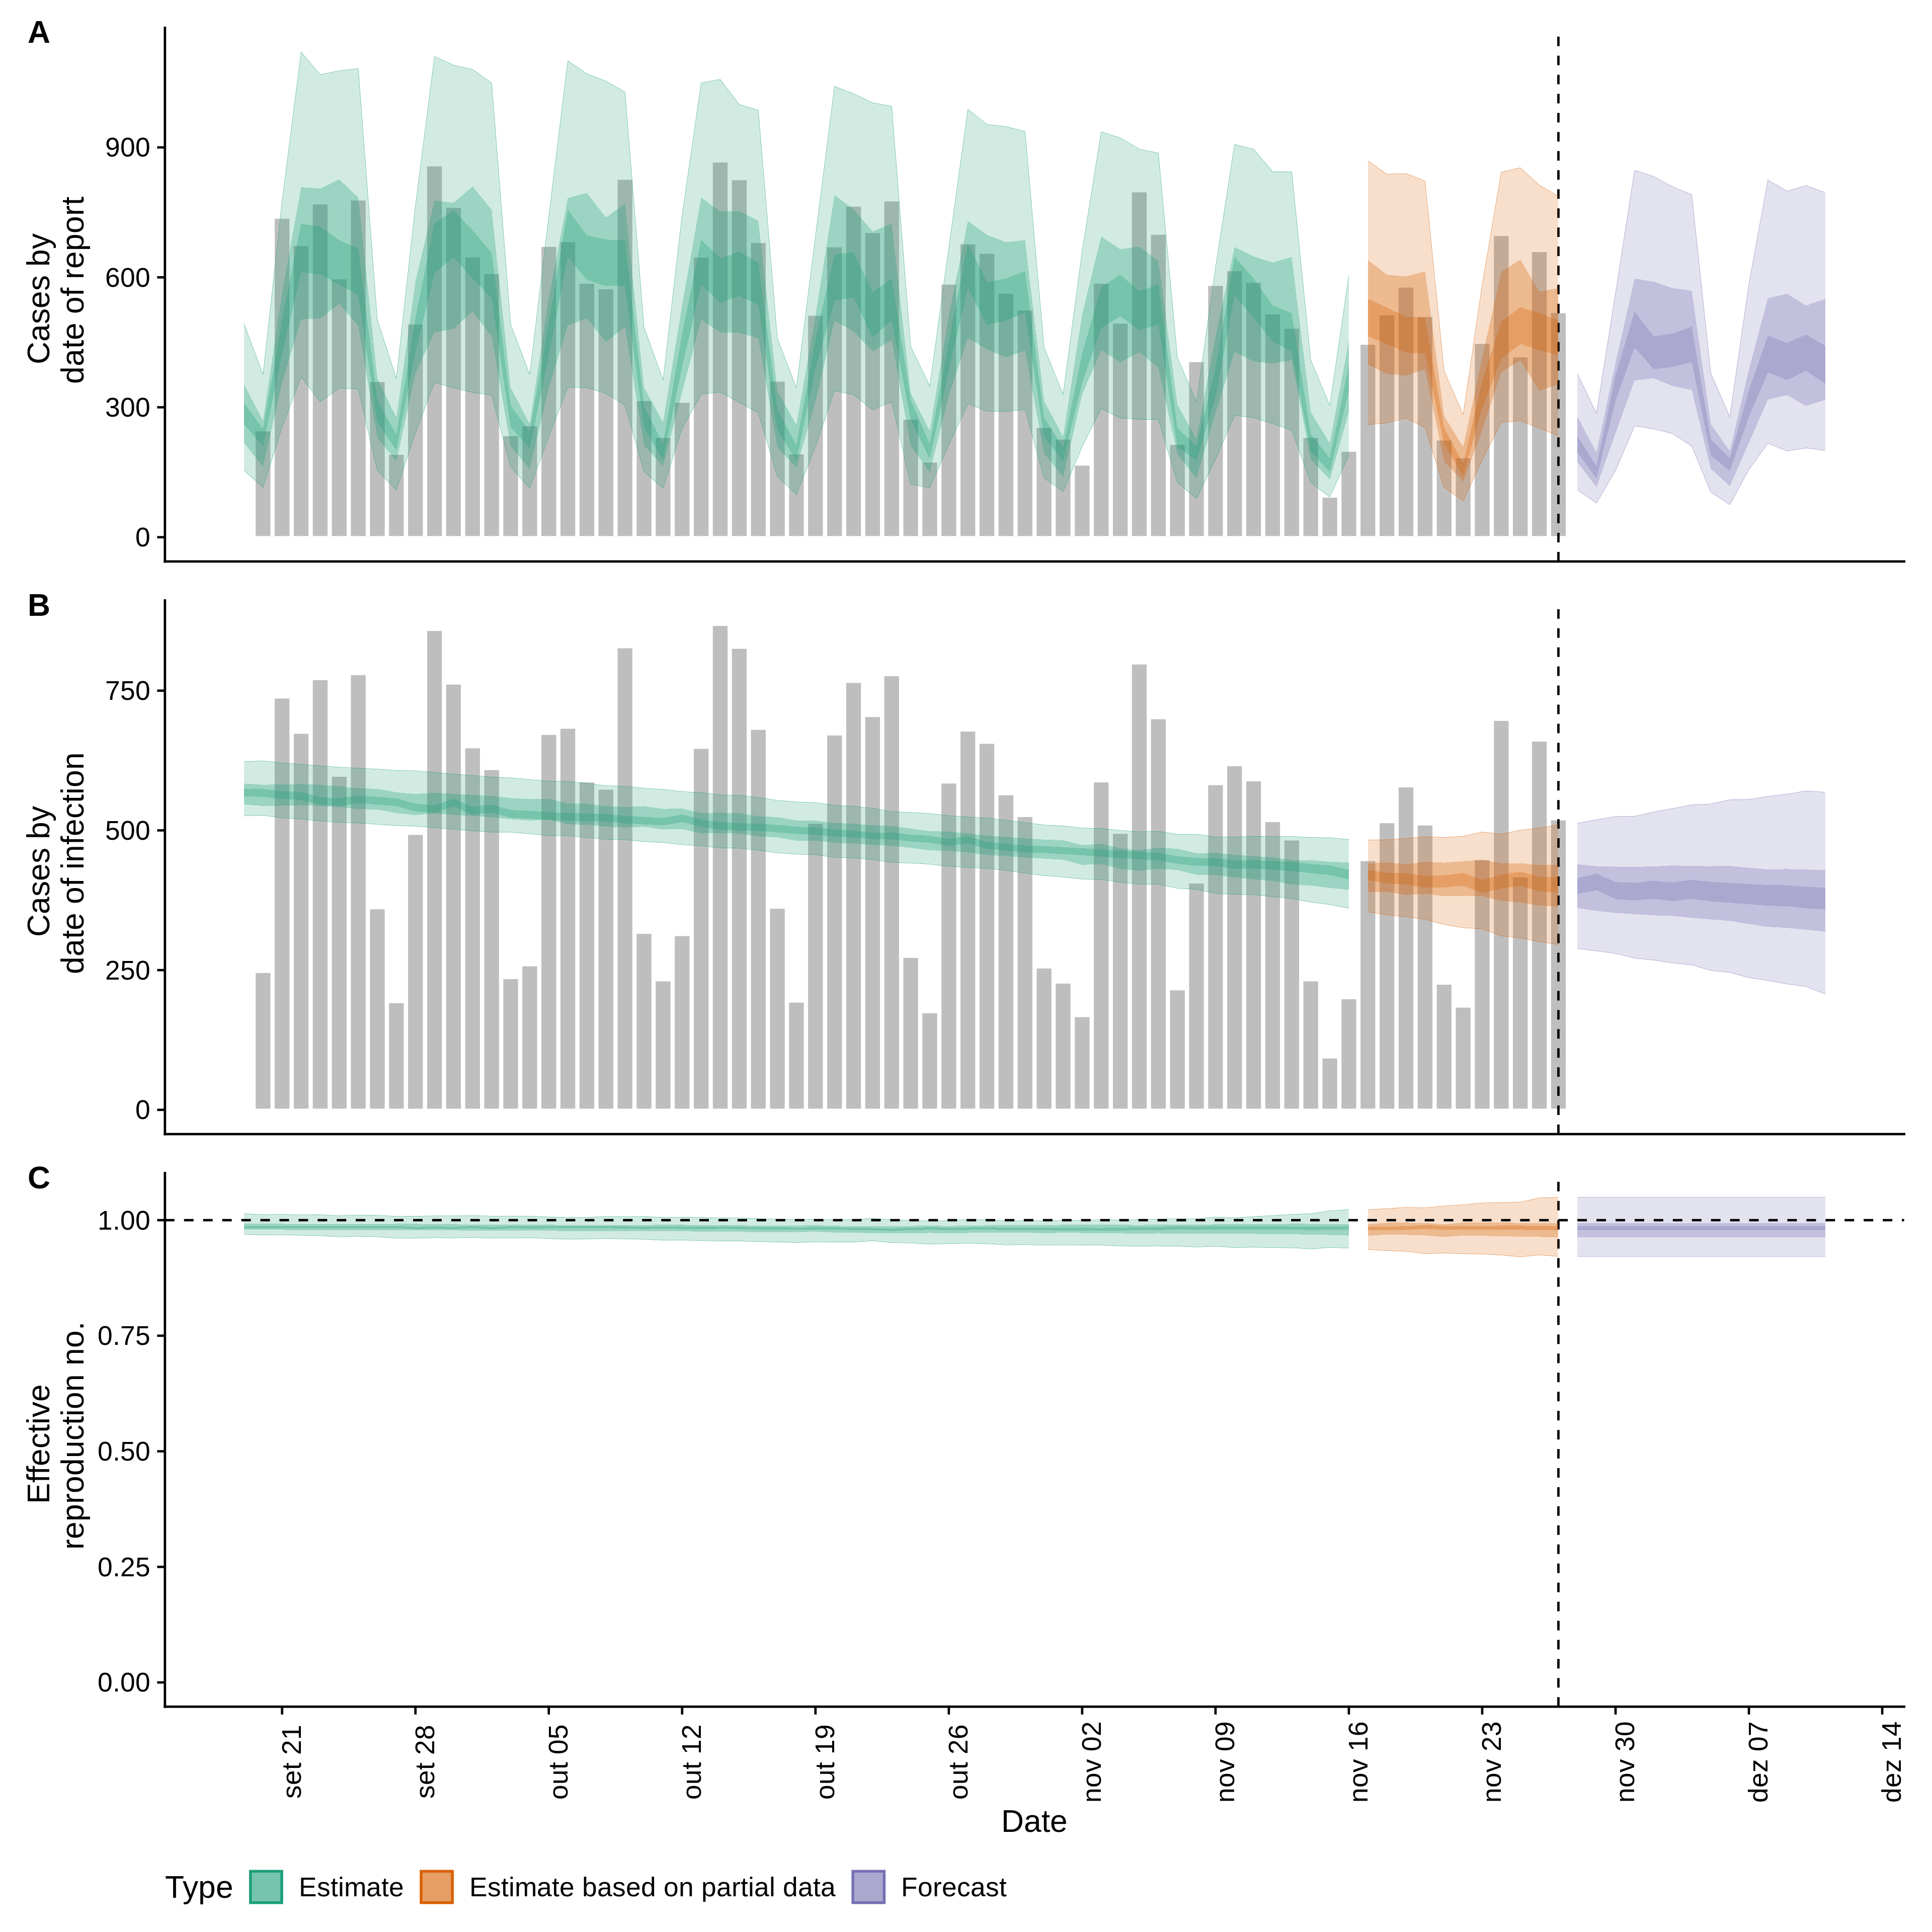 A
Cases by
date of report
900
600
300
0
B
Cases by
date of infection
750
500
250
0
C
Effective
reproduction no.
1.00
0.75
0.50
0.25
0.00
set 21
set 28
out 05
out 12
out 19
out 26
nov 02
nov 09
nov 16
nov 23
nov 30
dez 07
dez 14
Date
Type Estimate Estimate based on partial data Forecast